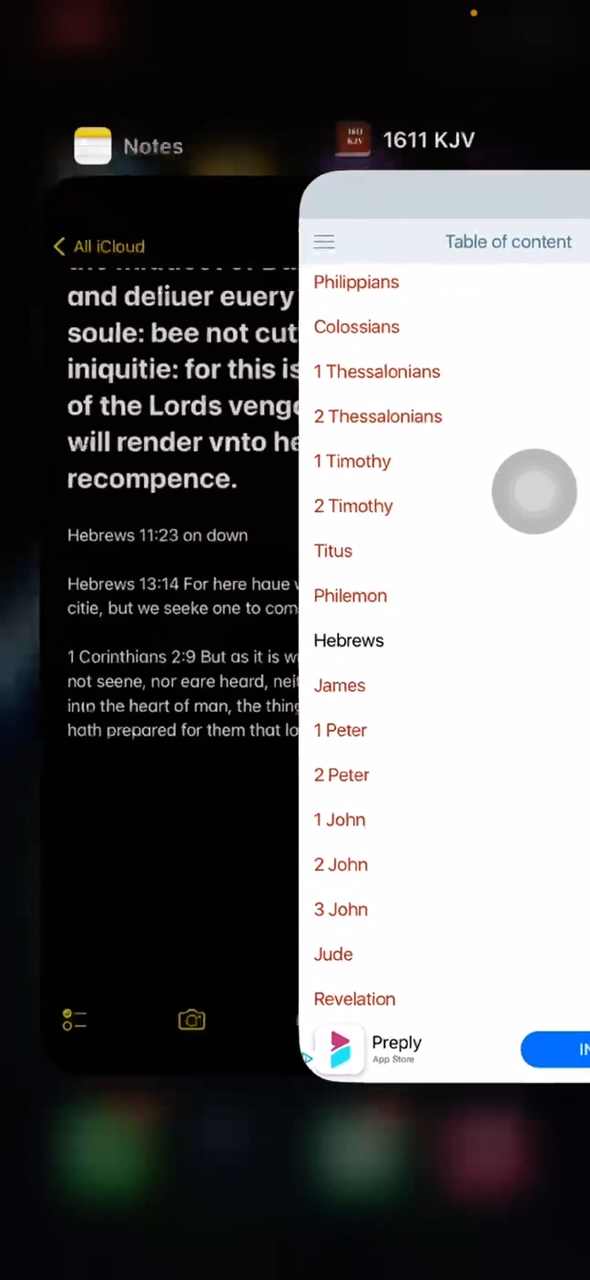 Notes
1611 KJV
1611
KJV
All iCloud
and deliuer euery
soule: bee not cut
iniquitie: for this is
of the Lords
will render vnto
recompence.
Hebrews 11:23 on down
Hebrews 13:14 For here haue
citie, but we seeke one to com
1 Corinthians 2:9 But as it is
not seene, nor eare heard,
into the heart of man, the
hath prepared for them that
Table of content
Philippians
Colossians
1 Thessalonians
2 Thessalonians
1 Timothy
2 Timothy
Titus
Philemon
Hebrews
James
1 Peter
2 Peter
1 John
2 John
3 John
Jude
Revelation
Preply
App Store